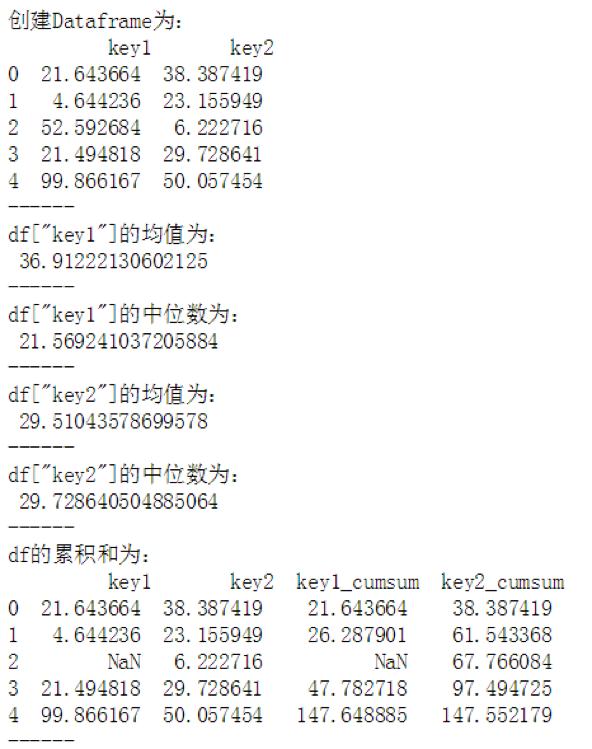 创建Dataframe为:
key1 key2
0 21.643664 38.387419
1 4.644236 23.155949
2 52.592684 6.222716
3 21.494818 29.728641
4 99.866167 50.057454
------
df["key1"]的均值为:
36.91222130602125
------
df["key1"]的中位数为:
21.569241037205884
------
df["key2"]的均值为:
29.51043578699578
------
df["key2"]的中位数为:
29.728640504885064
------
df的累积和为:
key1 key2 key1_cumsum key2_cumsum
0 21.643664 38.387419 21.643664 38.387419
1 4.644236 23.155949 26.287901 61.543368
2 NaN 6.222716 NaN 67.766084
3 21.494818 29.728641 47.782718 97.494725
4 99.866167 50.057454 147.648885 147.552179
------